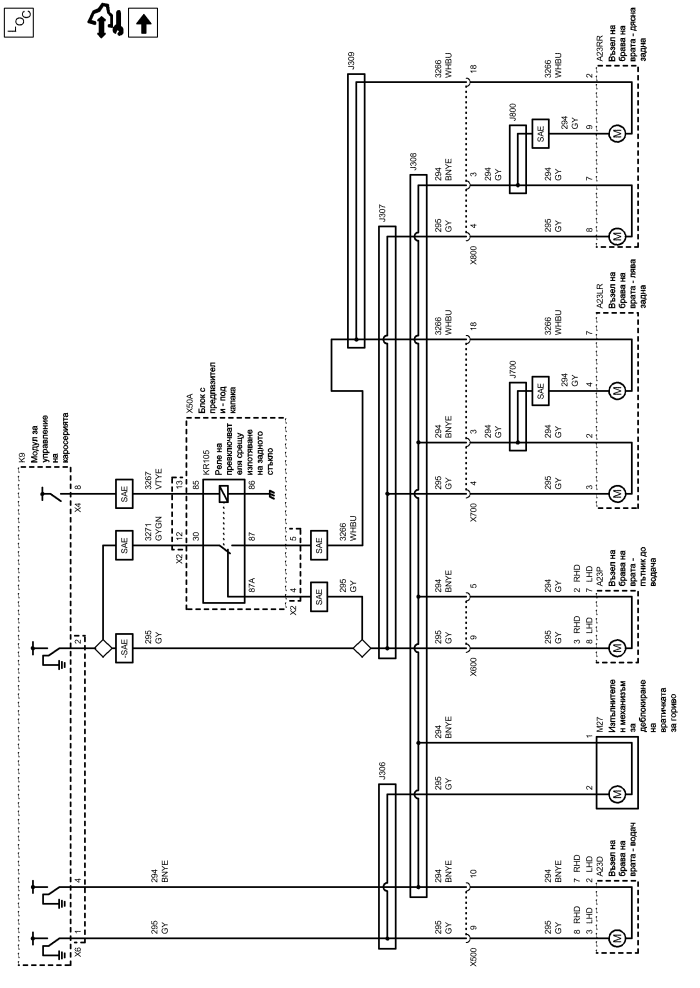 LOC
K9
Модул за
управление
на
каросерията
X6
1
4
2
X4
8
295
GY
294
BNYE
-SAE
295
GY
SAE
3271
GYGN
SAE
3267
VTYE
X2
12
13
X50A
Блок с
предпазител
и - под
капака
KR105
Реле на
превключват
еля срещу
изпотяване
на задното
стъкло
30
85
87A
87
86
X2
4
5
SAE
295
GY
SAE
3266
WHBU
J306
J307
J308
J309
295
GY
294
BNYE
X500
9
10
295
GY
294
BNYE
8 RHD
3 LHD
7 RHD
2 LHD
A23D
Възел на
брава на
врата - водач
M
295
GY
294
BNYE
2
1
M27
Изпълнителе
н механизъм
за
деблокиране
на
вратичката
за гориво
M
295
GY
294
BNYE
X600
9
5
295
GY
294
GY
3 RHD
8 LHD
2 RHD
7 LHD
A23P
Възел на
брава на
врата -
пътник до
водача
M
295
GY
294
BNYE
3266
WHBU
X700
4
3
18
294
GY
J700
SAE
295
GY
294
GY
294
GY
3266
WHBU
3
2
4
7
A23LR
Възел на
брава на
врата - лява
задна
M
M
295
GY
294
BNYE
3266
WHBU
X800
4
3
18
294
GY
J800
SAE
295
GY
294
GY
294
GY
3266
WHBU
8
7
9
2
A23RR
Възел на
брава на
врата - дясна
задна
M
M